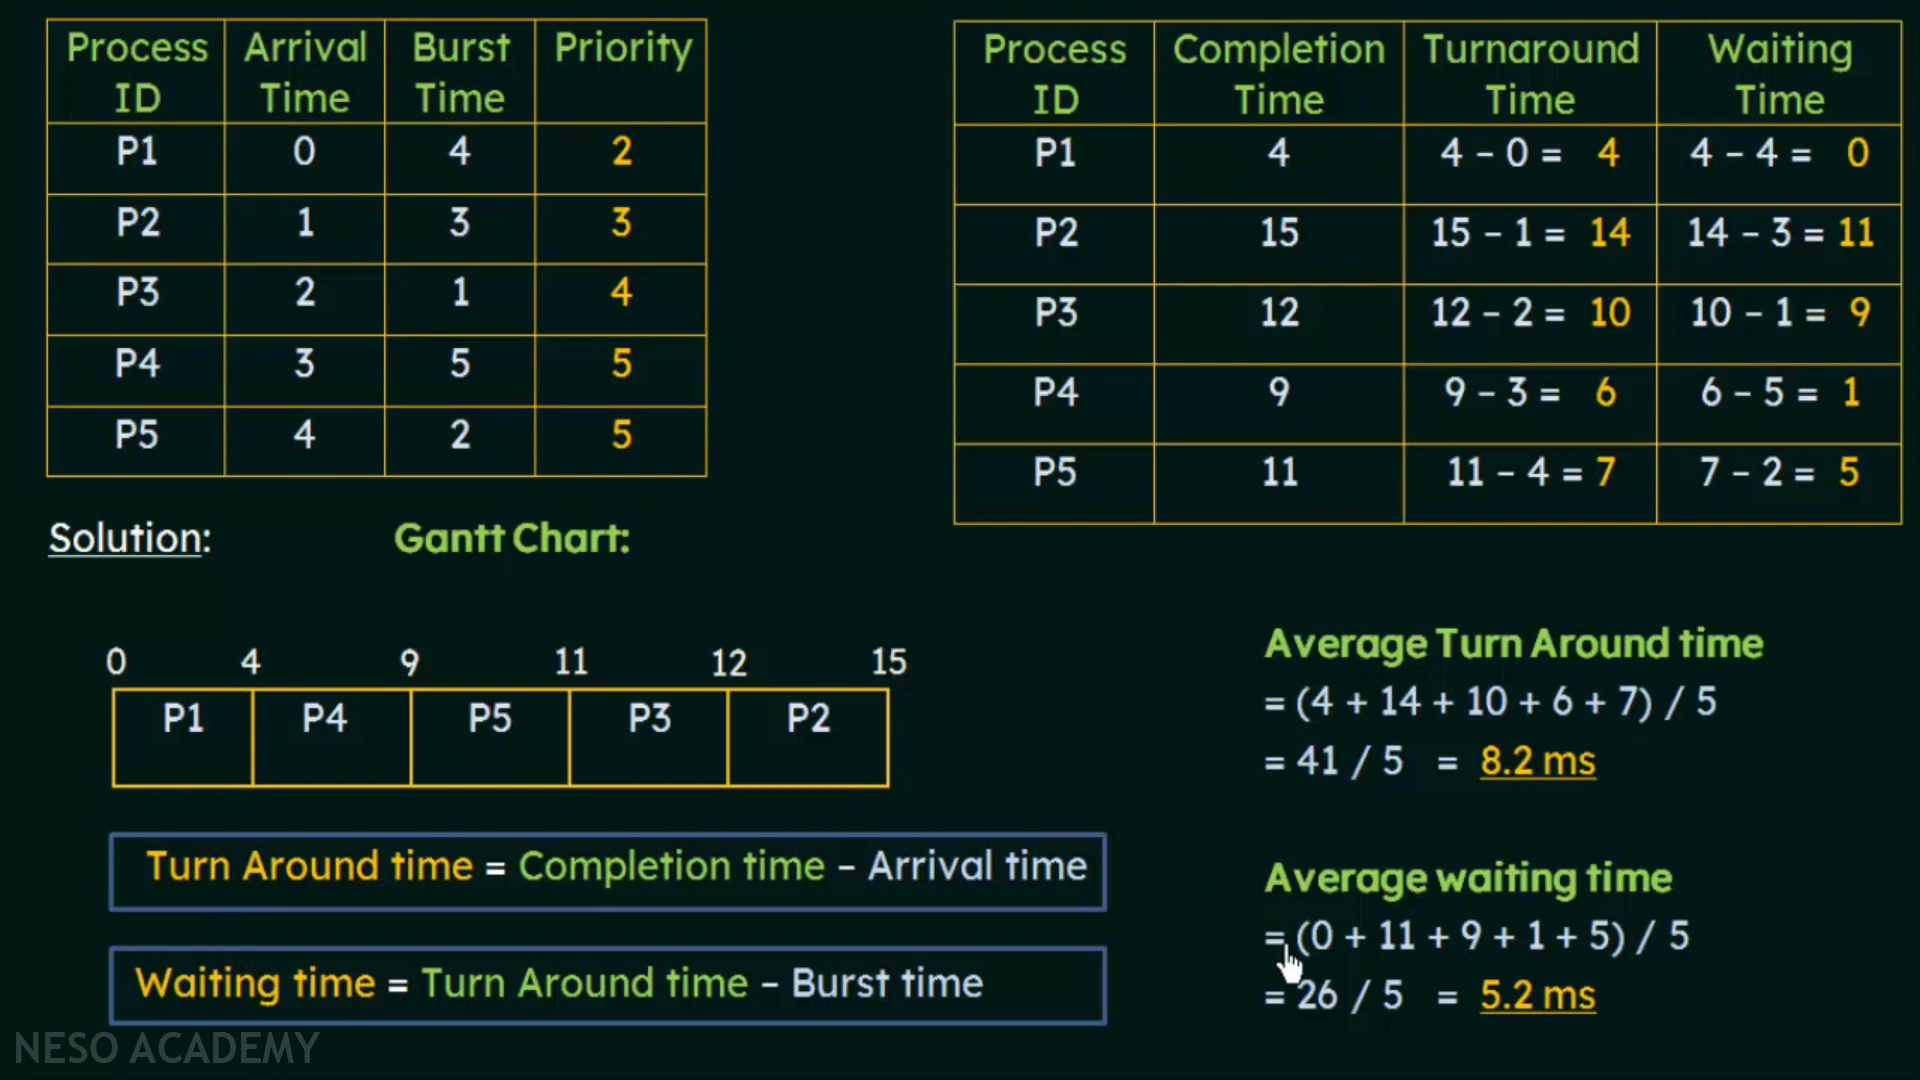 Process ID Arrival Time Burst Time Priority
P1 0 4 2
P2 1 3 3
P3 2 1 4
P4 3 5 5
P5 4 2 5
Process ID Completion Time Turnaround Time Waiting Time
P1 4 4 – 0 = 4 4 – 4 = 0
P2 15 15 – 1 = 14 14 – 3 = 11
P3 12 12 – 2 = 10 10 – 1 = 9
P4 9 9 – 3 = 6 6 – 5 = 1
P5 11 11 – 4 = 7 7 – 2 = 5
Solution: Gantt Chart:
0 4 9 11 12 15
P1 P4 P5 P3 P2
Turn Around time = Completion time – Arrival time
Waiting time = Turn Around time – Burst time
Average Turn Around time
= (4 + 14 + 10 + 6 + 7) / 5
= 41 / 5 = 8.2 ms
Average waiting time
= (0 + 11 + 9 + 1 + 5) / 5
= 26 / 5 = 5.2 ms
NESO ACADEMY